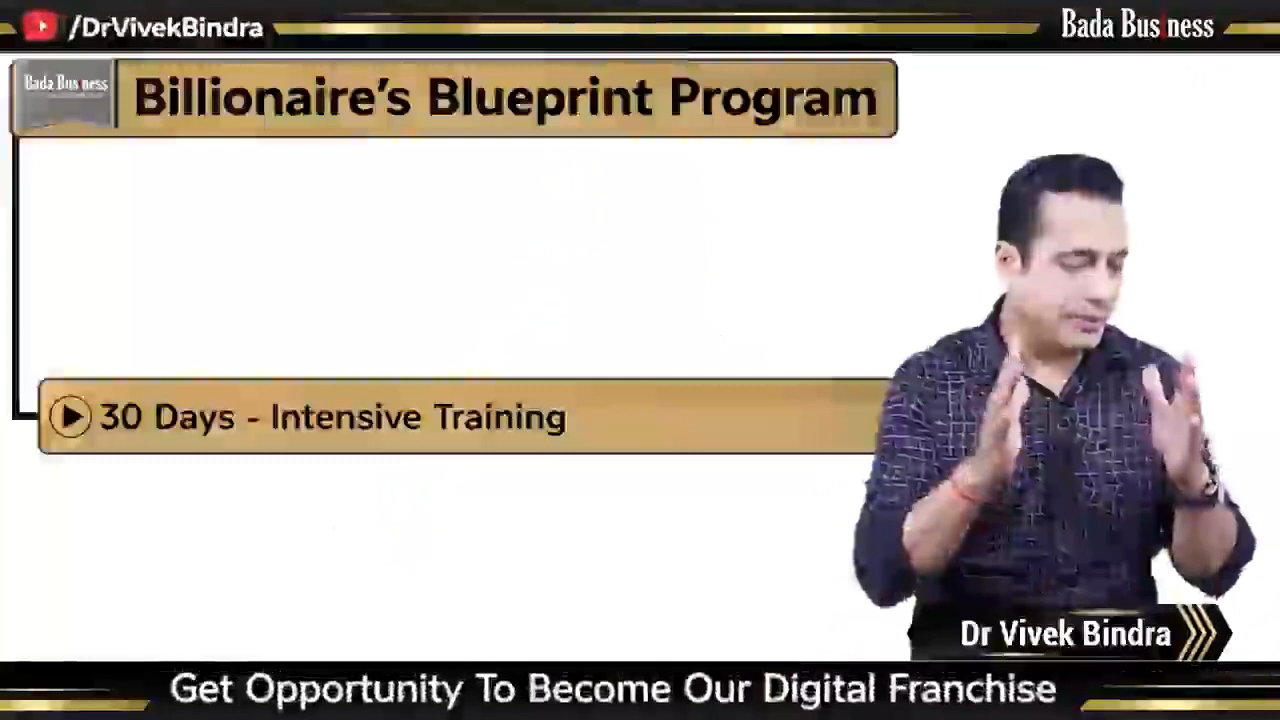 /DrVivekBindra
Bada Business
Bada Business
Billionaire's Blueprint Program
30 Days - Intensive Training
Dr Vivek Bindra
Get Opportunity To Become Our Digital Franchise